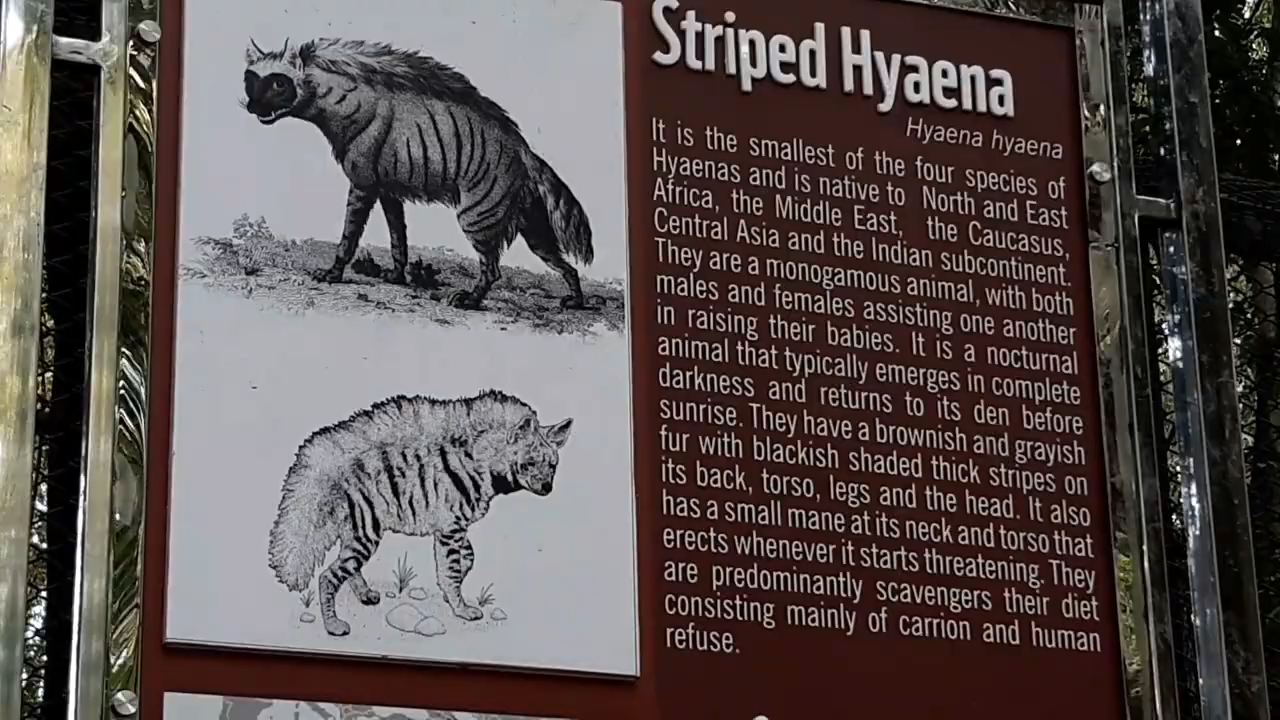 Striped Hyaena
Hyaena hyaena
It is the smallest of the four species of
Hyaenas and is native to North and East
Africa, the Middle East, the Caucasus,
Central Asia and the Indian subcontinent.
They are a monogamous animal, with both
males and females assisting one another
in raising their babies. It is a nocturnal
animal that typically emerges in complete
darkness and returns to its den before
sunrise. They have a brownish and grayish
fur with blackish shaded thick stripes on
its back, torso, legs and the head. It also
has a small mane at its neck and torso that
erects whenever it starts threatening. They
are predominantly scavengers their diet
consisting mainly of carrion and human
refuse.